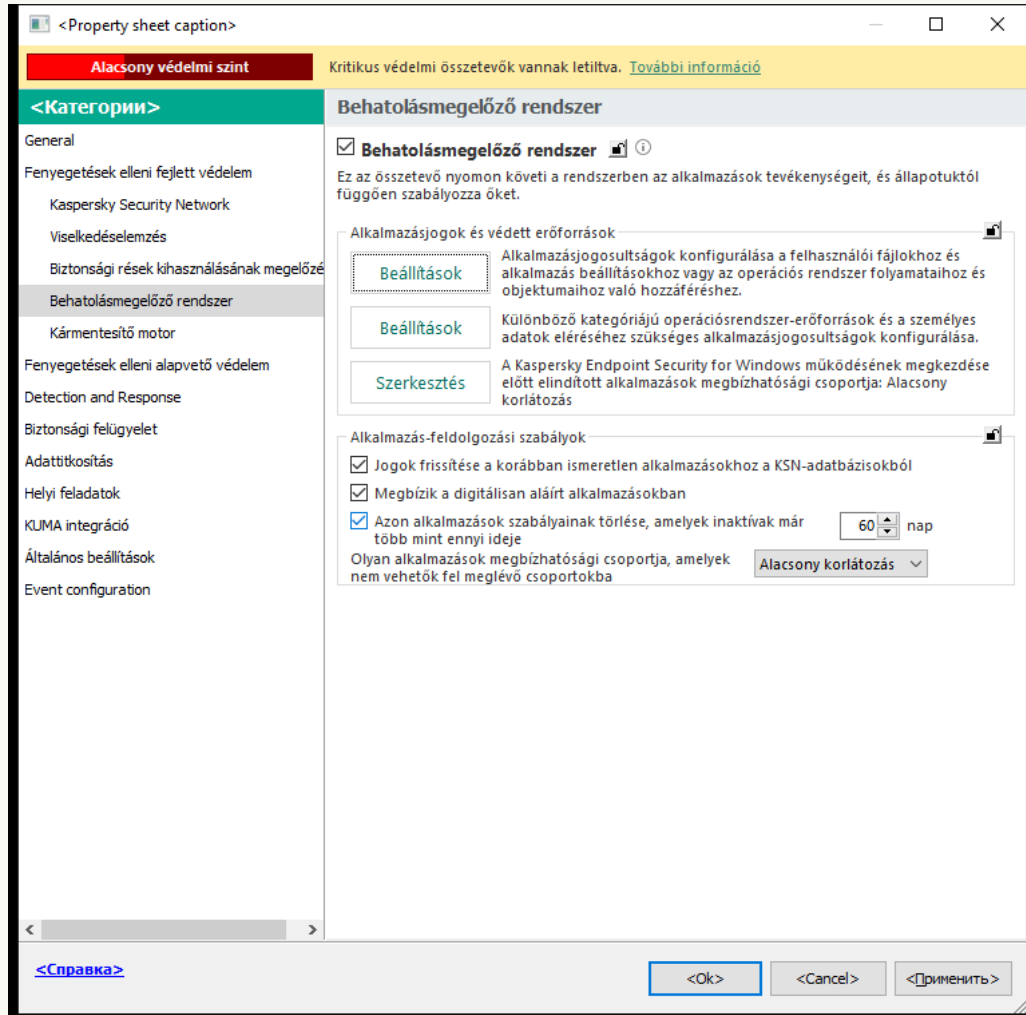 <Property sheet caption>
Alacsony védelmi szint
Kritikus védelmi összetevők vannak letiltva. További információ
<Категории>
General
Fenyegetések elleni fejlett védelem
Kaspersky Security Network
Viselkedéselemzés
Biztonsági rések kihasználásának megelőzé
Behatolásmegelőző rendszer
Kármentesítő motor
Fenyegetések elleni alapvető védelem
Detection and Response
Biztonsági felügyelet
Adattitkosítás
Helyi feladatok
KUMA integráció
Általános beállítások
Event configuration
Behatolásmegelőző rendszer
Behatolásmegelőző rendszer
Ez az összetevő nyomon követi a rendszerben az alkalmazások tevékenységeit, és állapotuktól
függően szabályozza őket.
Alkalmazásjogok és védett erőforrások
Beállítások
Alkalmazásjogosultságok konfigurálása a felhasználói fájlokhoz és
alkalmazás beállításokhoz vagy az operációs rendszer folyamataihoz és
objektumaihoz való hozzáféréshez.
Beállítások
Különböző kategóriájú operációsrendszer-erőforrások és a személyes
adatok eléréséhez szükséges alkalmazásjogosultságok konfigurálása.
Szerkesztés
A Kaspersky Endpoint Security for Windows működésének megkezdése
előtt elindított alkalmazások megbízhatósági csoportja: Alacsony
korlátozás
Alkalmazás-feldolgozási szabályok
Jogok frissítése a korábban ismeretlen alkalmazásokhoz a KSN-adatbázisokból
Megbízik a digitálisan aláírt alkalmazásokban
Azon alkalmazások szabályainak törlése, amelyek inaktívak már
több mint ennyi ideje
60 nap
Olyan alkalmazások megbízhatósági csoportja, amelyek
nem vehetők fel meglévő csoportokba
Alacsony korlátozás
<Справка>
<Ok> <Cancel> <Применить>